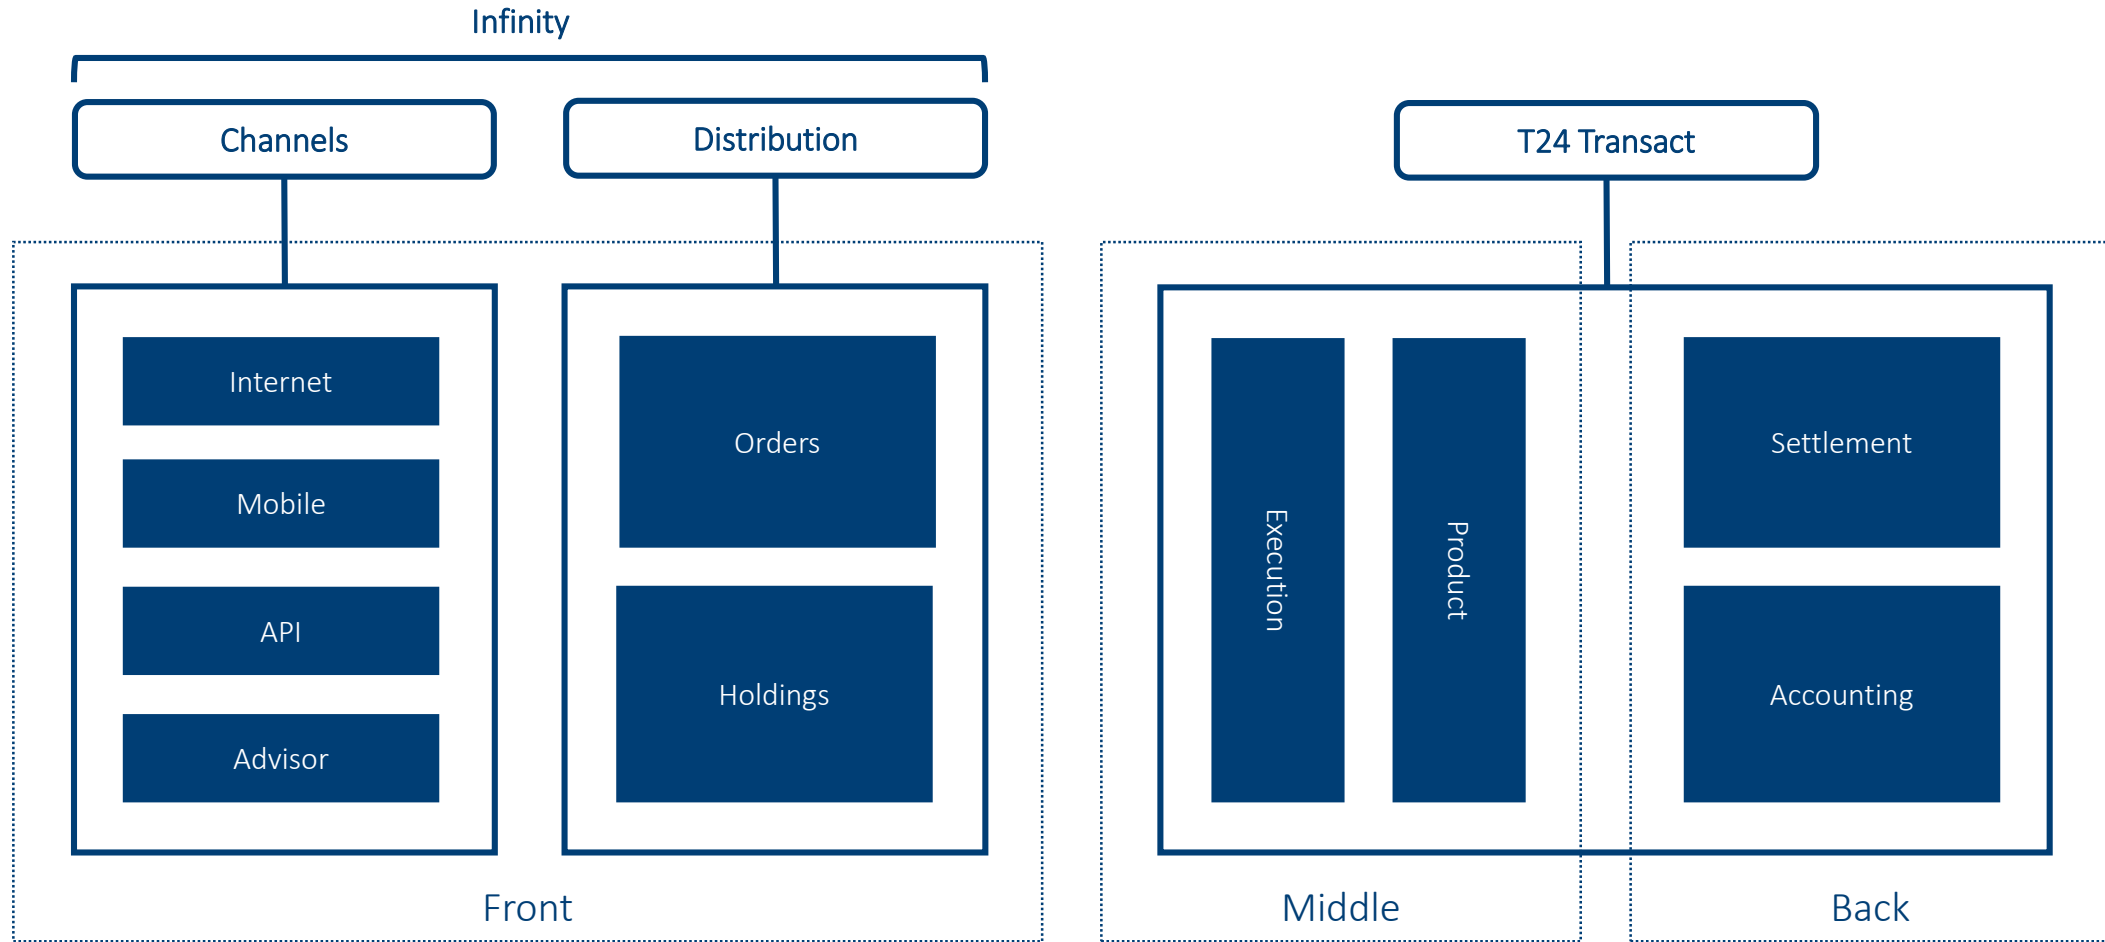 Infinity
Channels
Distribution
T24 Transact
Internet
Mobile
API
Advisor
Orders
Holdings
Execution
Product
Settlement
Accounting
Front
Middle
Back